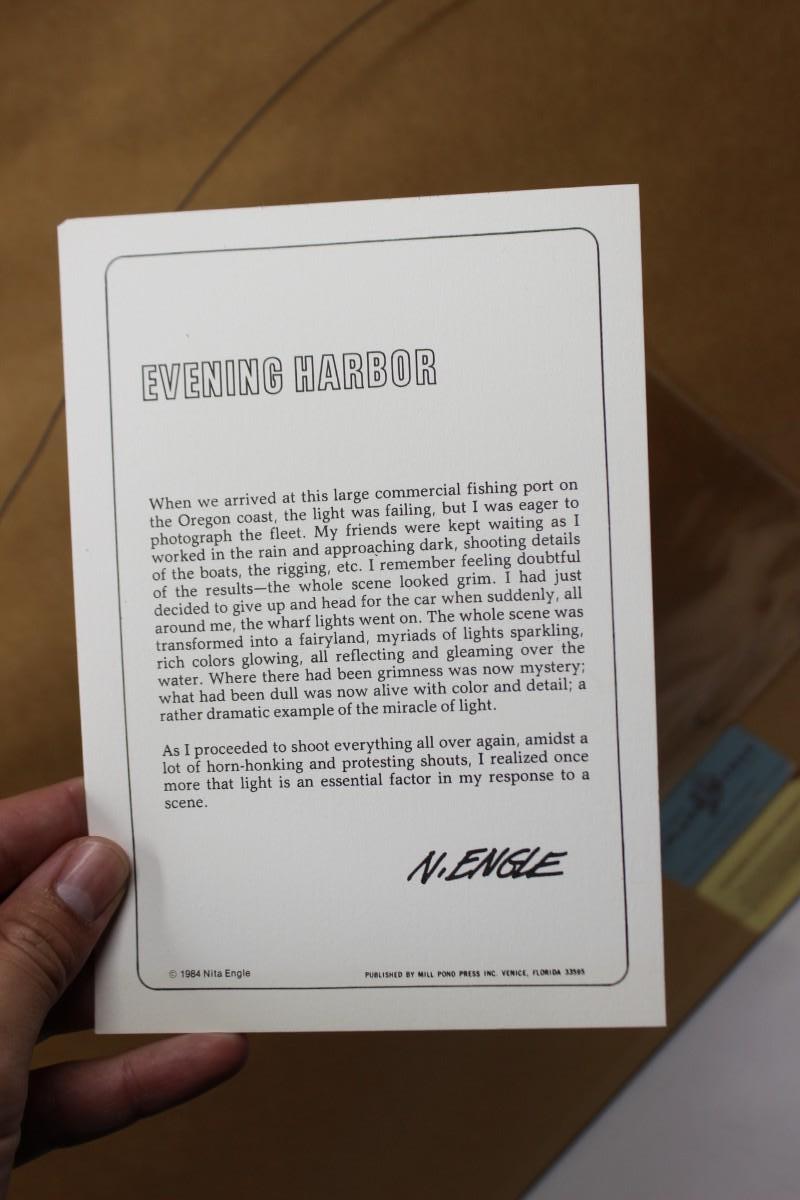 EVENING HARBOR
When we arrived at this large commercial fishing port on
the Oregon coast, the light was failing, but I was eager to
photograph the fleet. My friends were kept waiting as I
worked in the rain and approaching dark, shooting details
of the boats, the rigging, etc. I remember feeling doubtful
of the results—the whole scene looked grim. I had just
decided to give up and head for the car when suddenly, all
around me, the wharf lights went on. The whole scene was
transformed into a fairyland, myriads of lights sparkling,
rich colors glowing, all reflecting and gleaming over the
water. Where there had been grimness was now mystery;
what had been dull was now alive with color and detail; a
rather dramatic example of the miracle of light.
As I proceeded to shoot everything all over again, amidst a
lot of horn-honking and protesting shouts, I realized once
more that light is an essential factor in my response to a
scene.
N. ENGLE
© 1984 Nita Engle
PUBLISHED BY MILL POND PRESS INC. VENICE, FLORIDA 33595